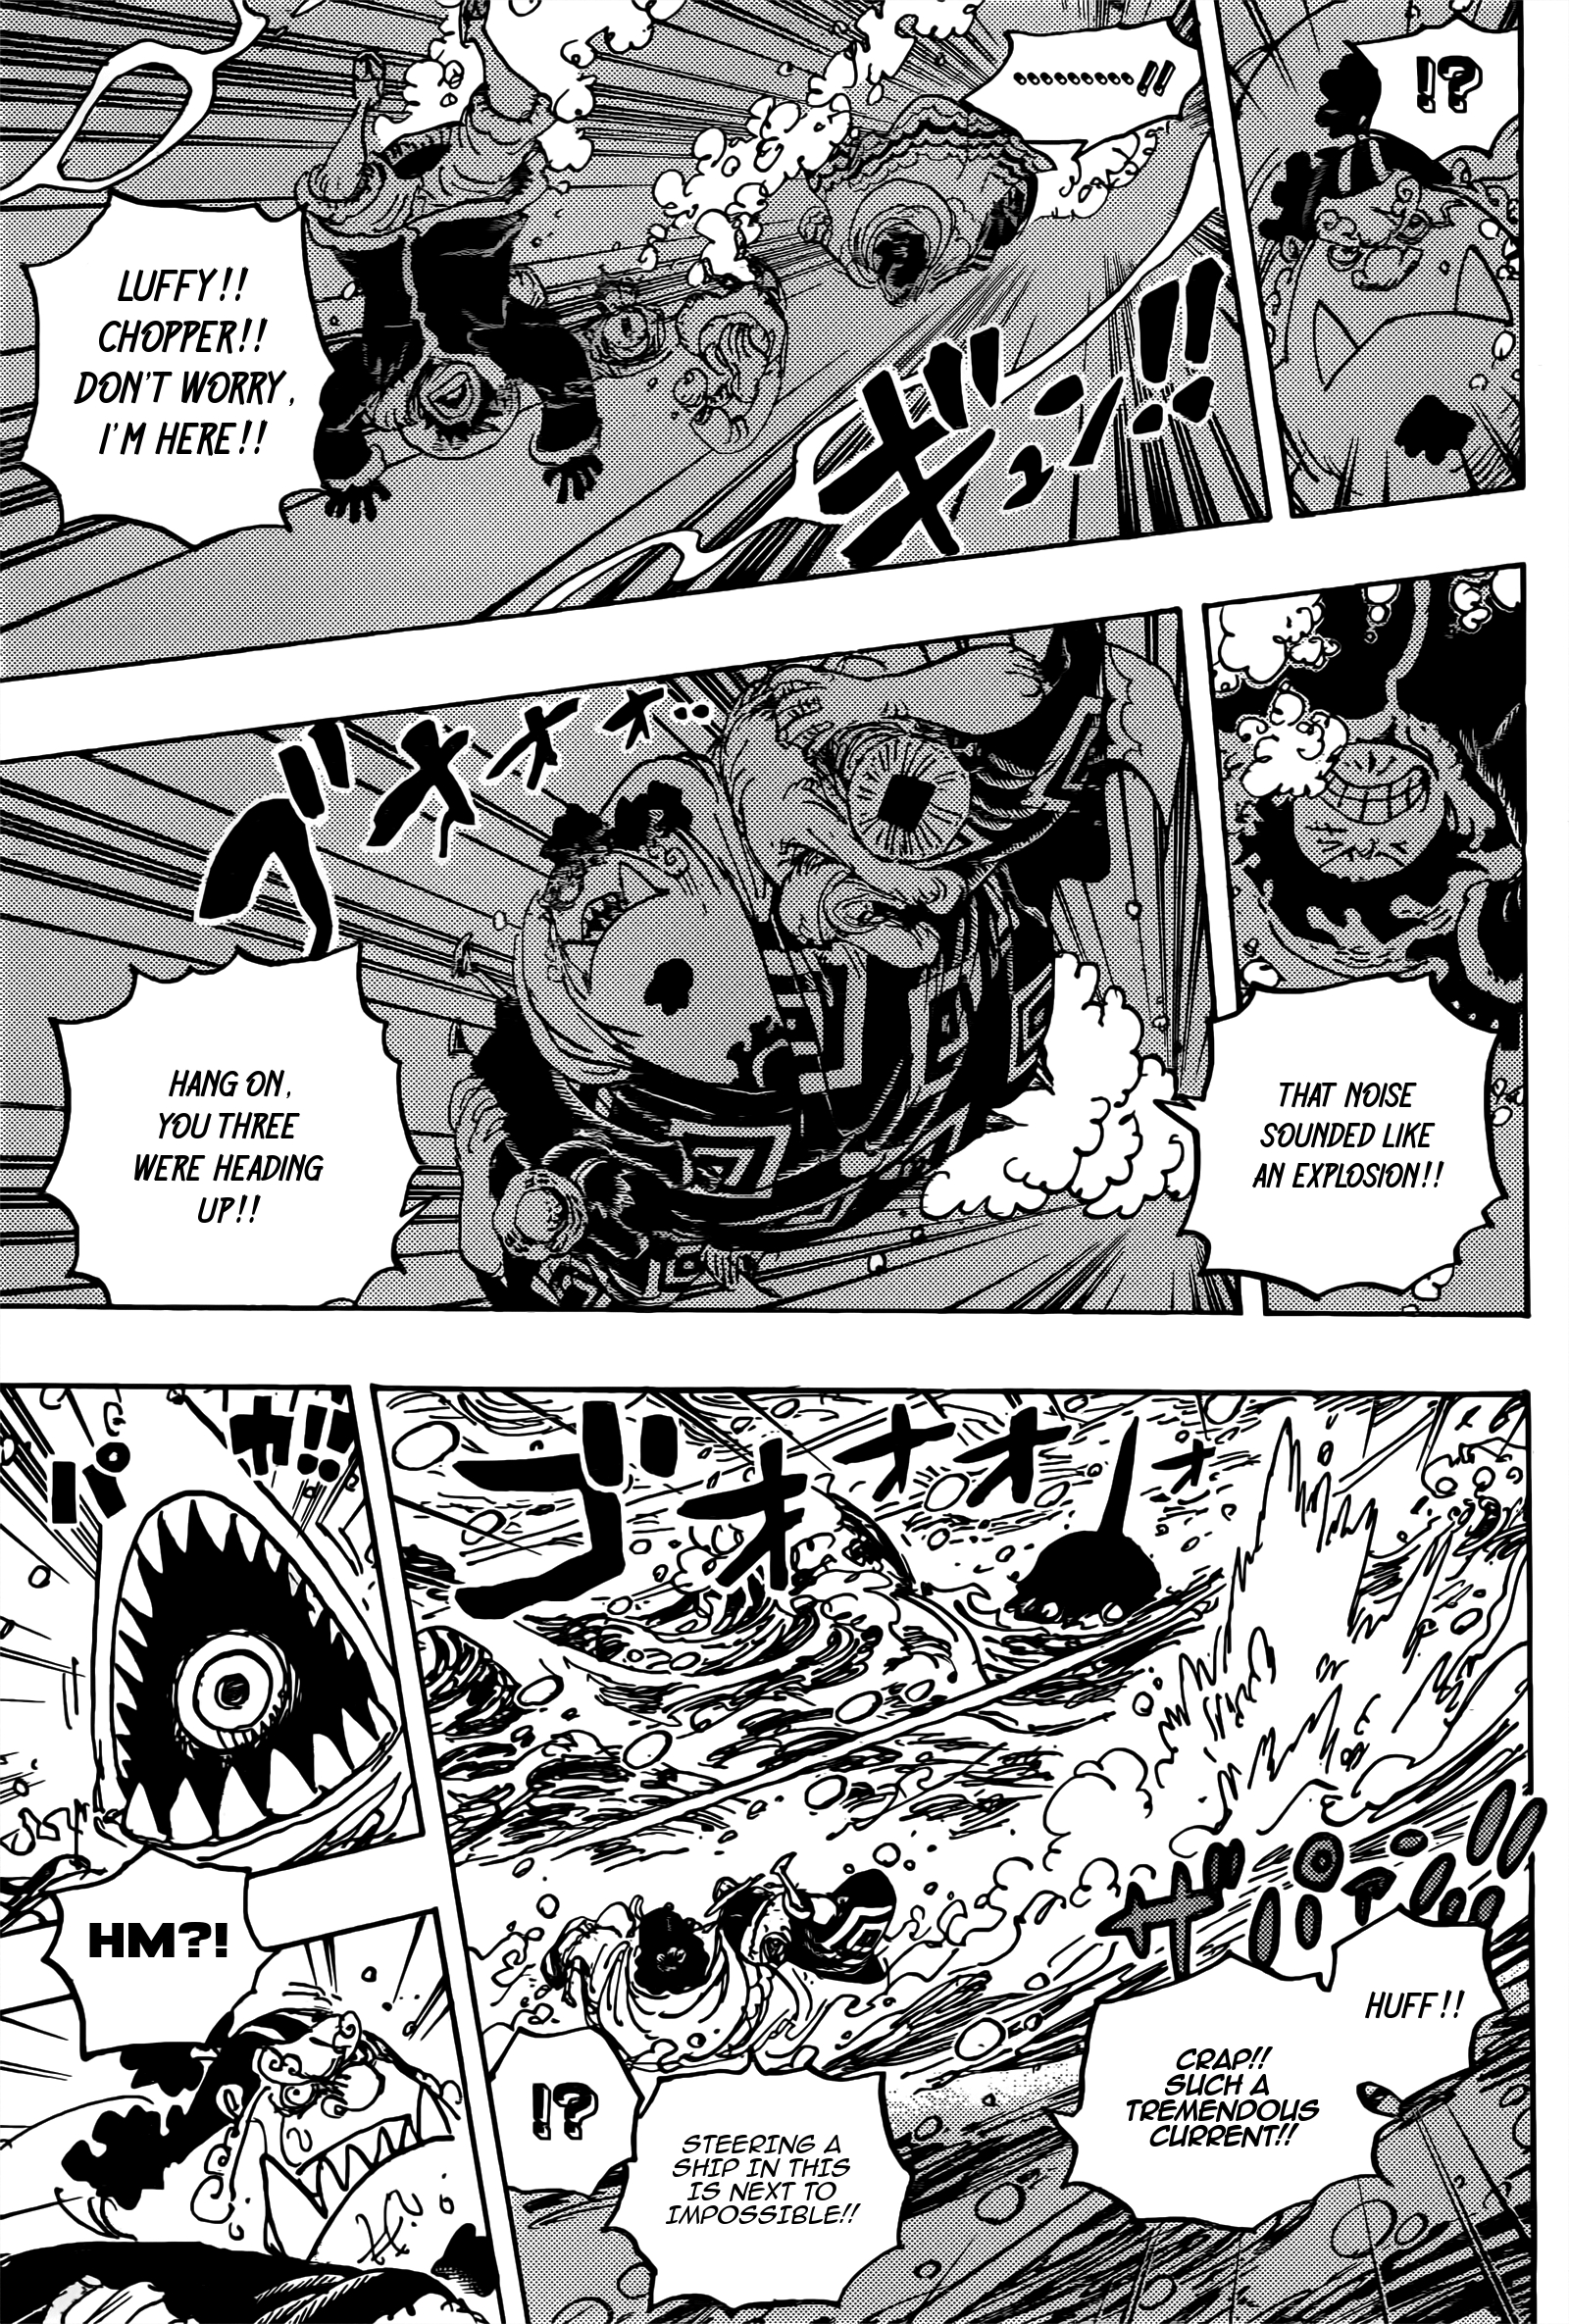 !?
.........!!
ギュン!!
LUFFY!!
CHOPPER!!
DON'T WORRY,
I'M HERE!!
THAT NOISE
SOUNDED LIKE
AN EXPLOSION!!
ベオオオ..!!
HANG ON,
YOU THREE
WERE HEADING
UP!!
ゴオオオオ
ザパァ!!
HUFF!!
CRAP!!
SUCH A
TREMENDOUS
CURRENT!!
STEERING A
SHIP IN THIS
IS NEXT TO
IMPOSSIBLE!!
!?
ガパ!!
HM?!